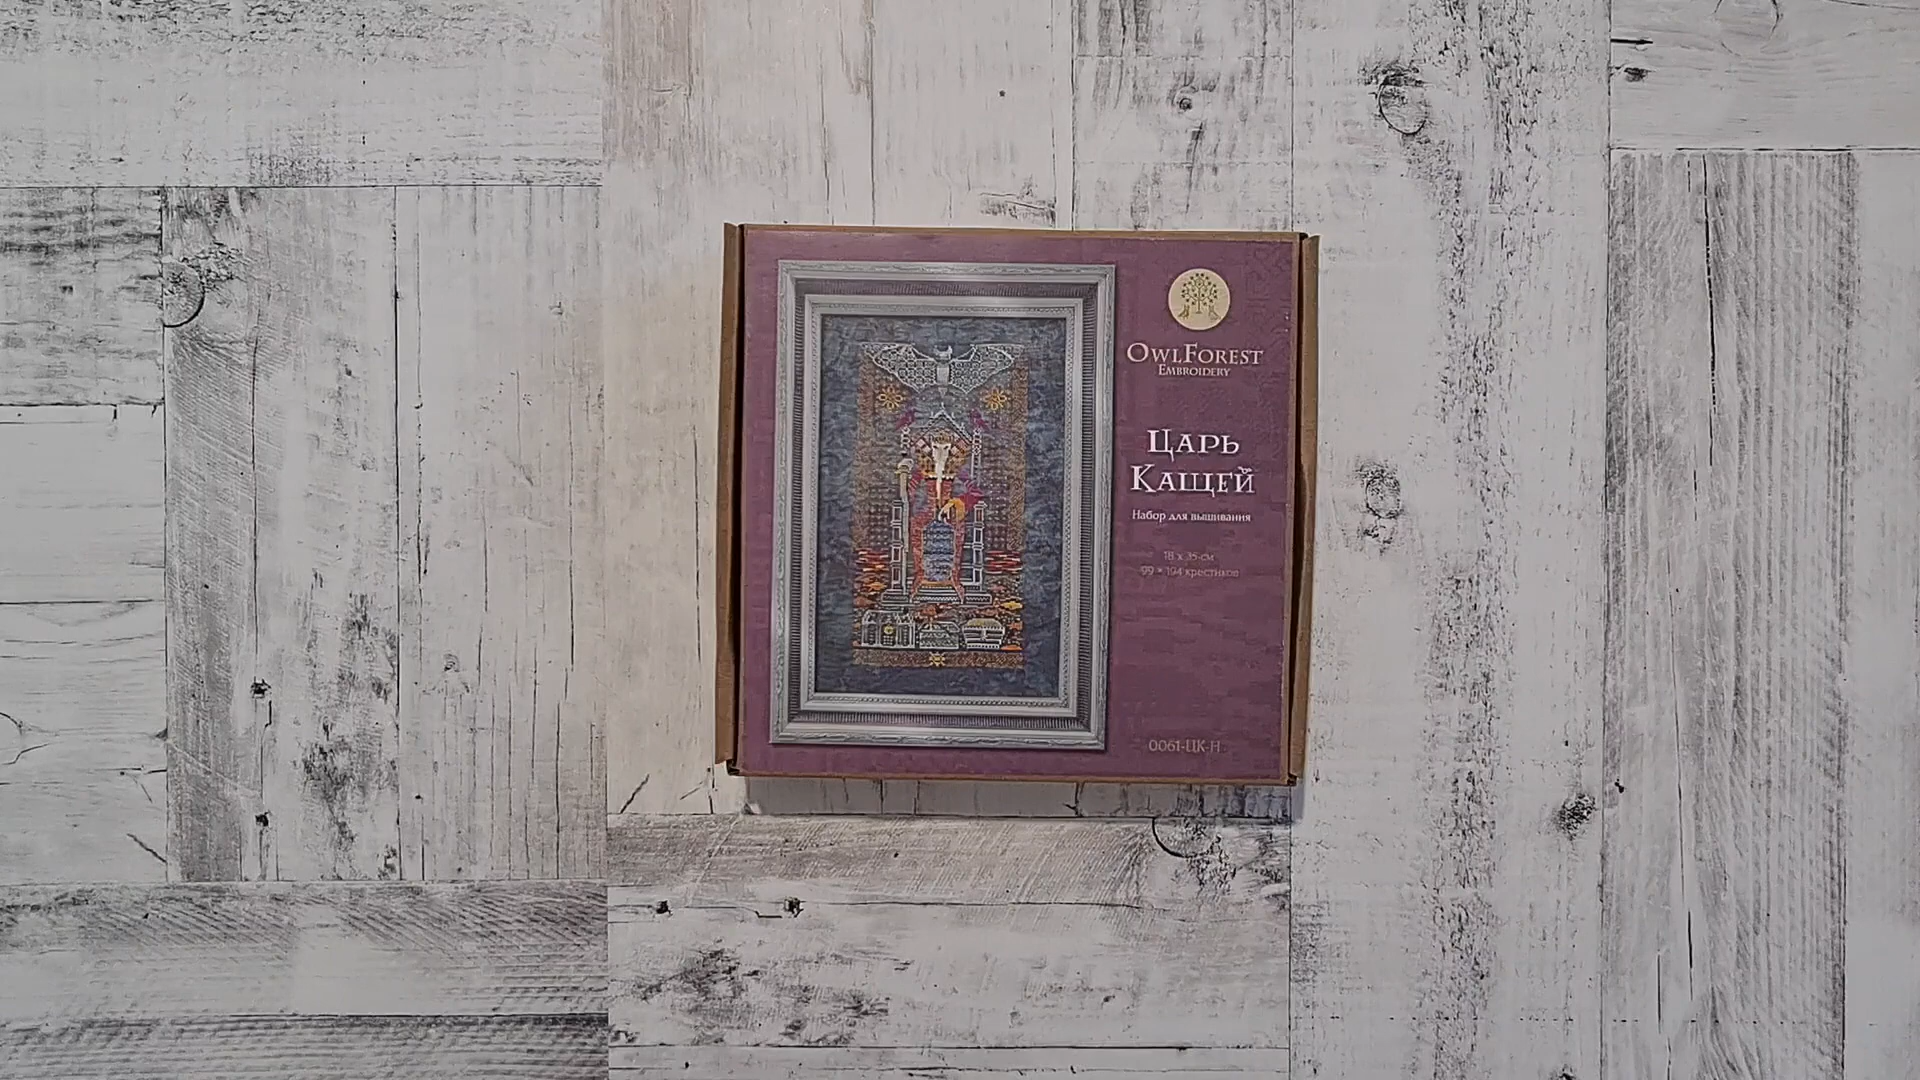 OwlForest
Embroidery
Царь
Кащей
Набор для вышивания
18 x 35 см
99 × 194 крестиков
0061-ЦК-Н